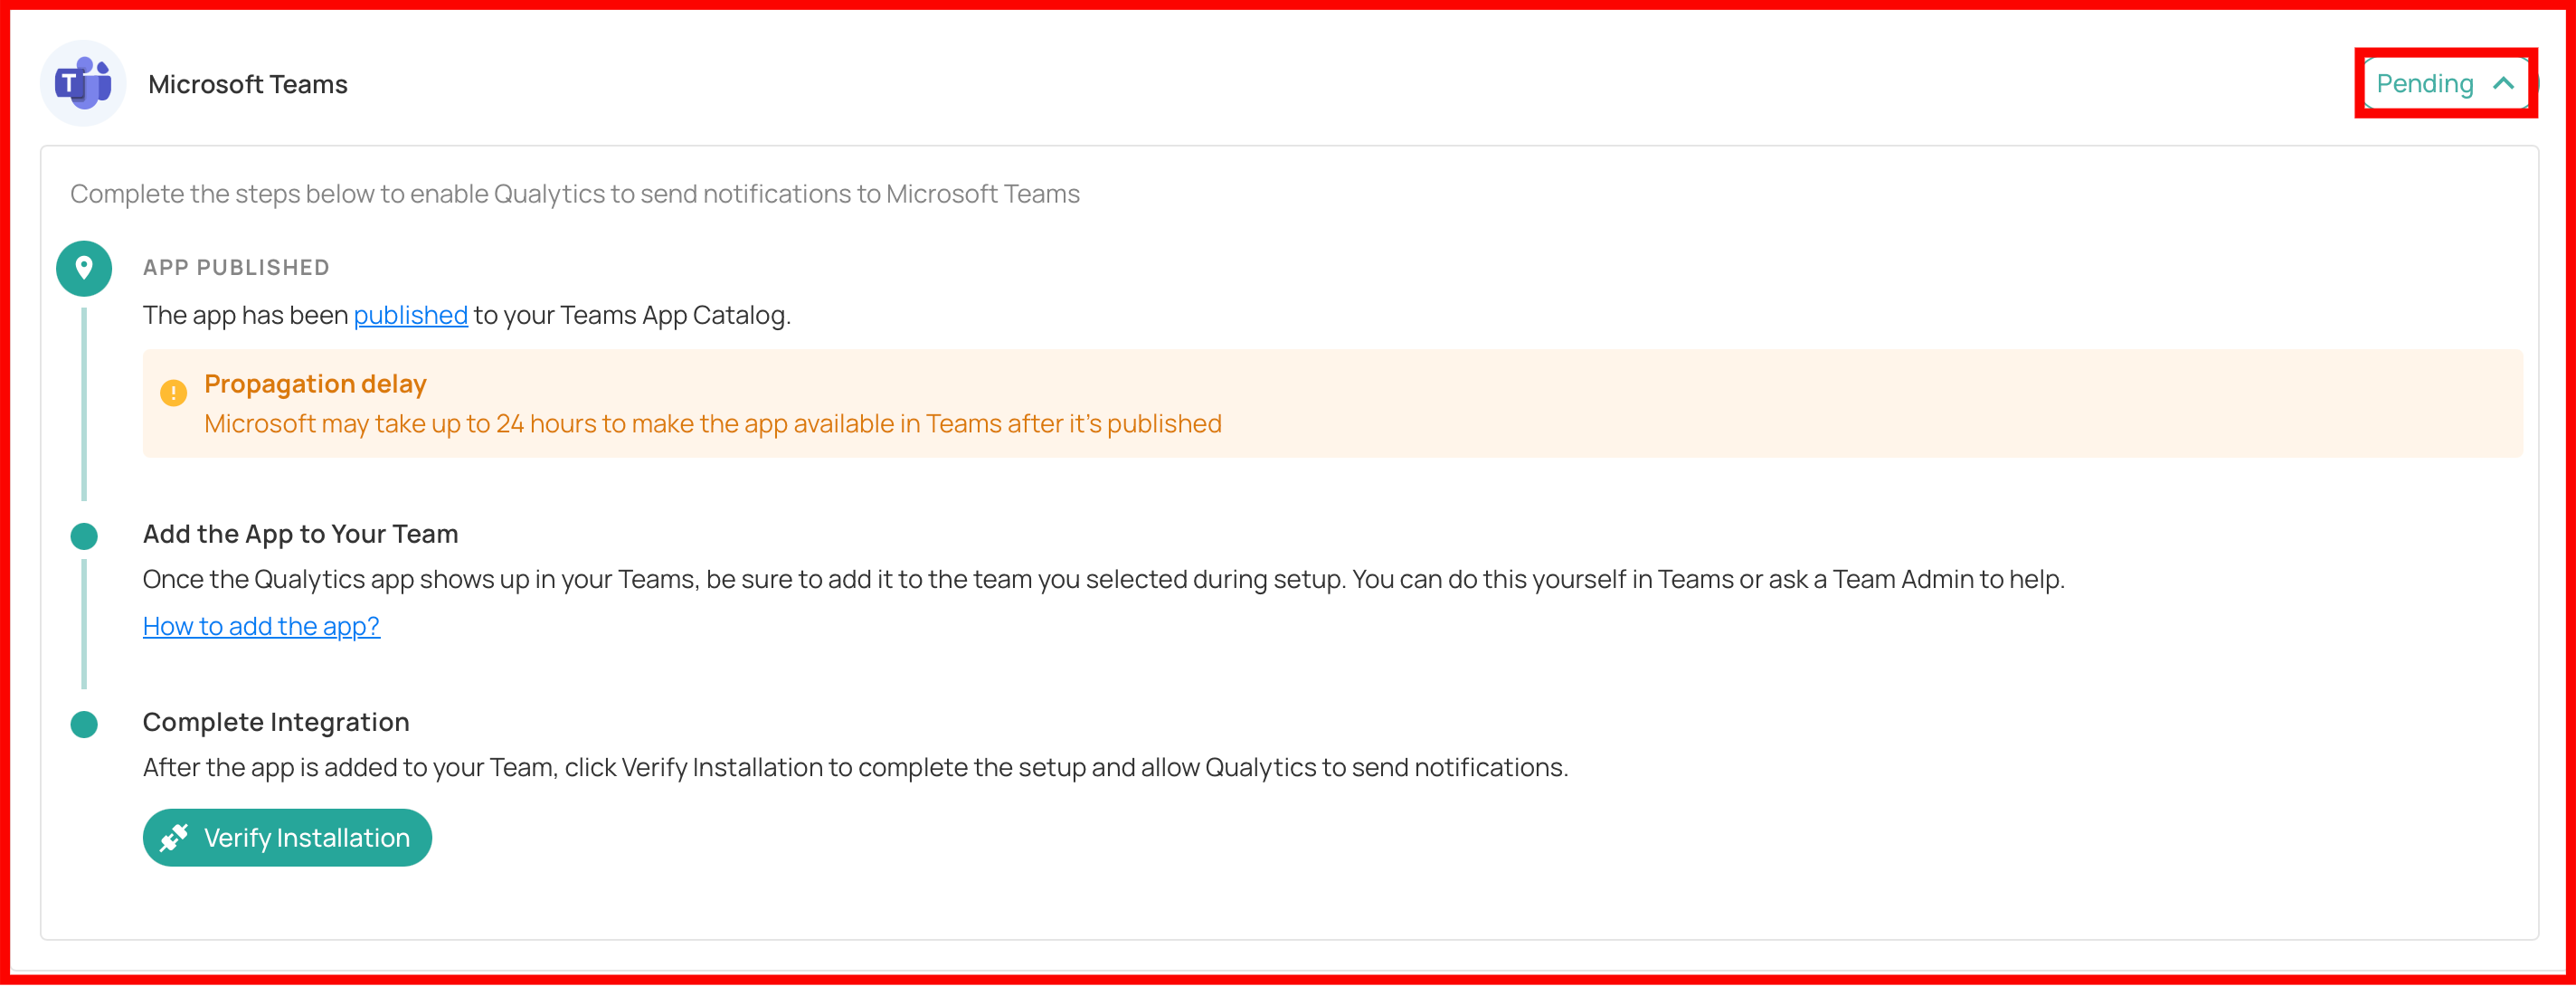 T
Microsoft Teams
Pending
Complete the steps below to enable Qualytics to send notifications to Microsoft Teams
APP PUBLISHED
The app has been published to your Teams App Catalog.
Propagation delay
Microsoft may take up to 24 hours to make the app available in Teams after it's published
Add the App to Your Team
Once the Qualytics app shows up in your Teams, be sure to add it to the team you selected during setup. You can do this yourself in Teams or ask a Team Admin to help.
How to add the app?
Complete Integration
After the app is added to your Team, click Verify Installation to complete the setup and allow Qualytics to send notifications.
Verify Installation